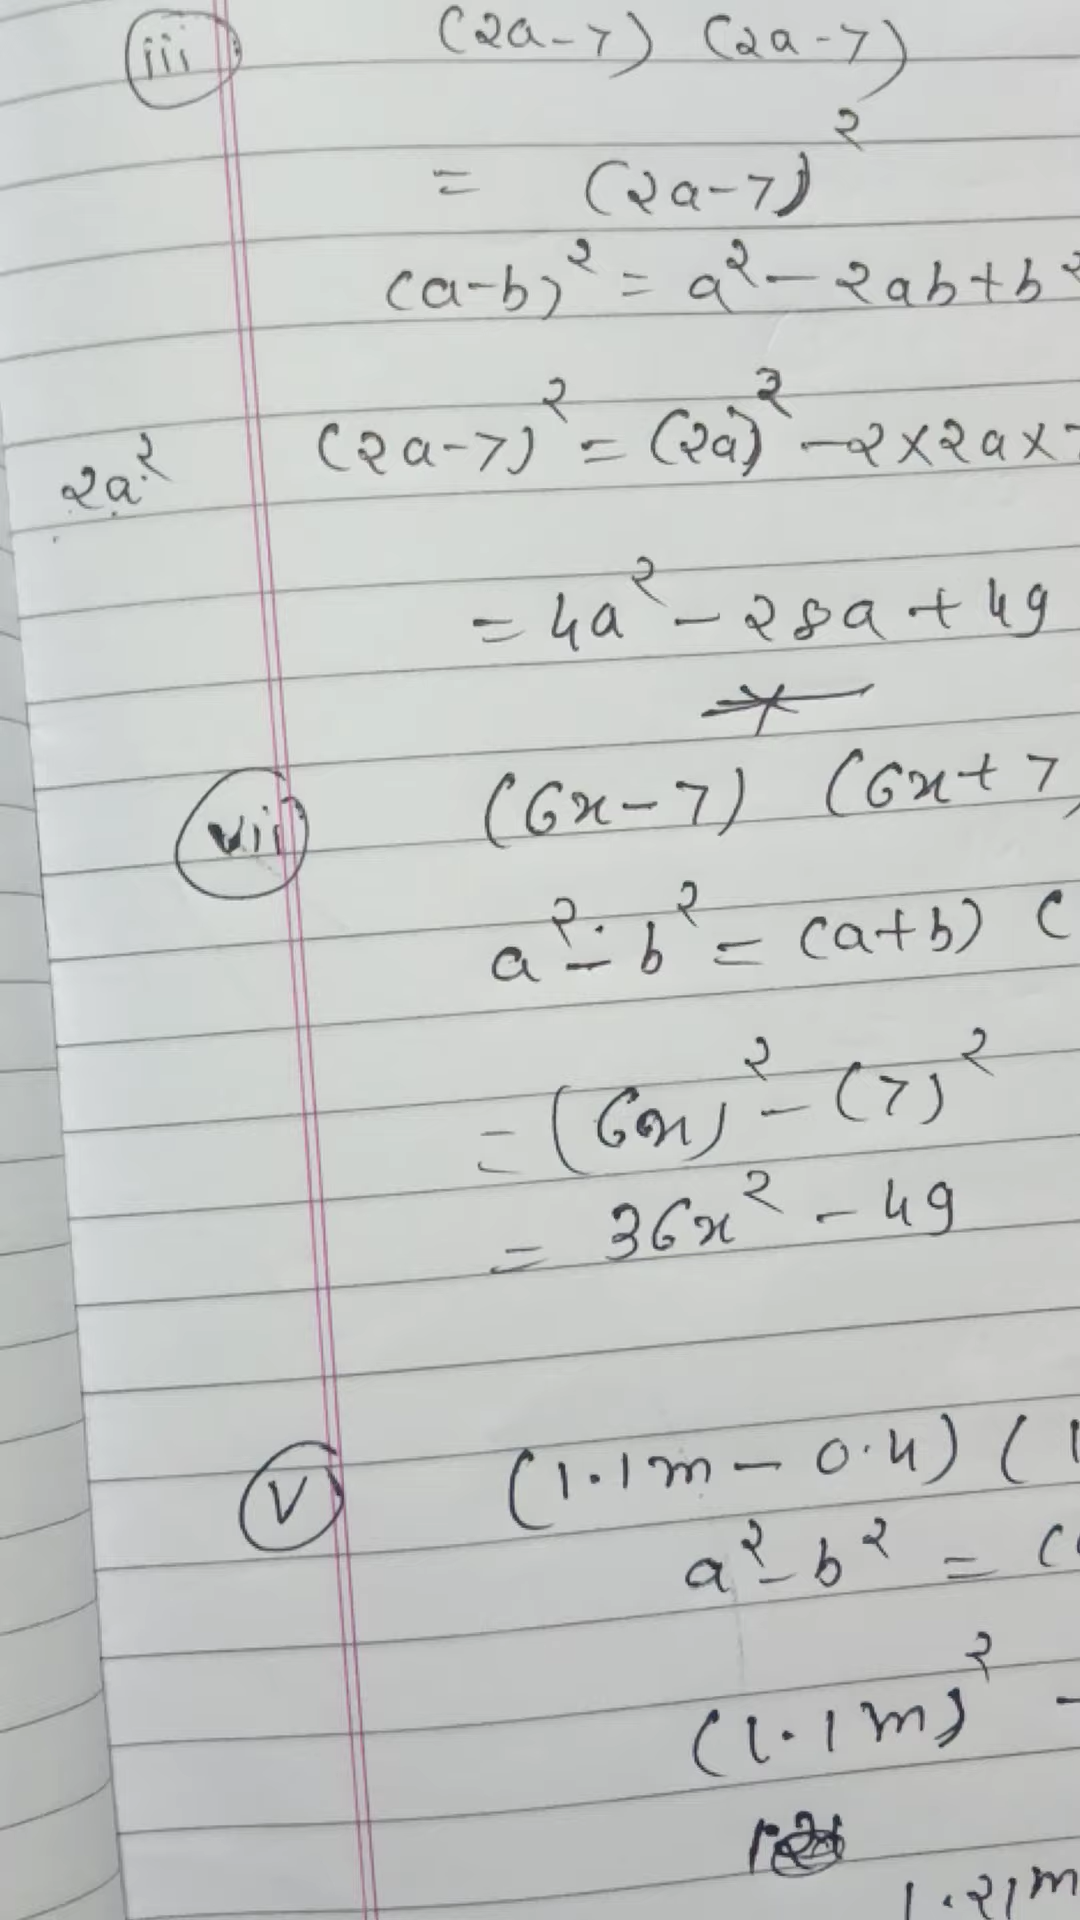 iii (2a-7) (2a-7)
= (2a-7)²
(a-b)² = a² - 2ab + b²
2a² (2a-7)² = (2a)² - 2×2a×
= 4a² - 28a + 49
vii (6x-7) (6x+7
a² - b² = (a+b) (
= (6x)² - (7)²
= 36x² - 49
V (1.1m - 0.4) (
a² - b² = (
(1.1m)² -
1.21m